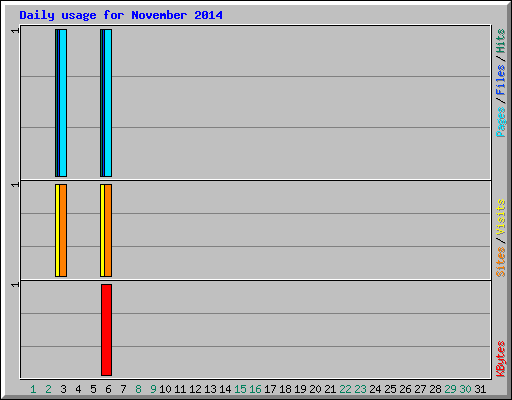 Daily usage for November 2014
1
Pages/Files/Hits
1
Sites/Visits
1
KBytes
1 2 3 4 5 6 7 8 9 10 11 12 13 14 15 16 17 18 19 20 21 22 23 24 25 26 27 28 29 30 31